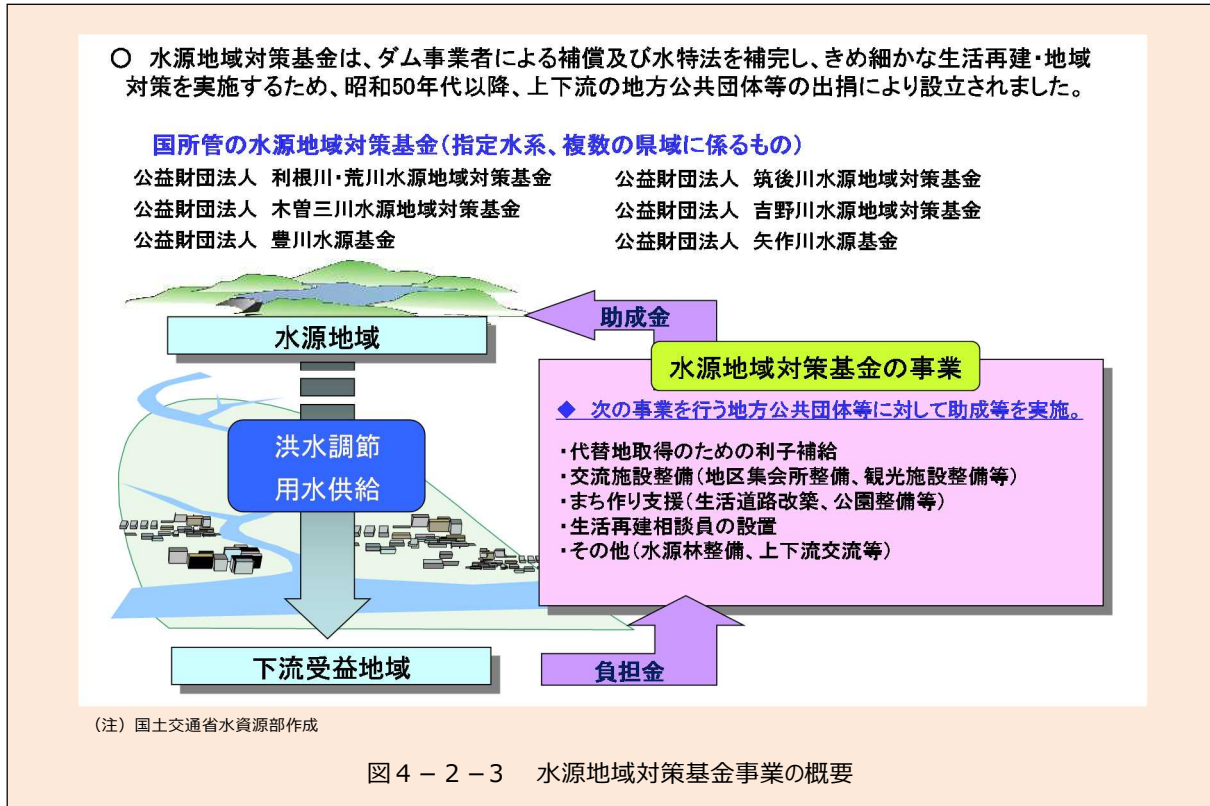 ○ 水源地域対策基金は、ダム事業者による補償及び水特法を補完し、きめ細かな生活再建・地域
対策を実施するため、昭和50年代以降、上下流の地方公共団体等の出捐により設立されました。
国所管の水源地域対策基金(指定水系、複数の県域に係るもの)
公益財団法人 利根川・荒川水源地域対策基金
公益財団法人 木曽三川水源地域対策基金
公益財団法人 豊川水源基金
公益財団法人 筑後川水源地域対策基金
公益財団法人 吉野川水源地域対策基金
公益財団法人 矢作川水源基金
助成金
水源地域
水源地域対策基金の事業
◆ 次の事業を行う地方公共団体等に対して助成等を実施。
・代替地取得のための利子補給
・交流施設整備(地区集会所整備、観光施設整備等)
・まち作り支援(生活道路改築、公園整備等)
・生活再建相談員の設置
・その他(水源林整備、上下流交流等)
洪水調節
用水供給
下流受益地域
負担金
(注)国土交通省水資源部作成
図4-2-3 水源地域対策基金事業の概要